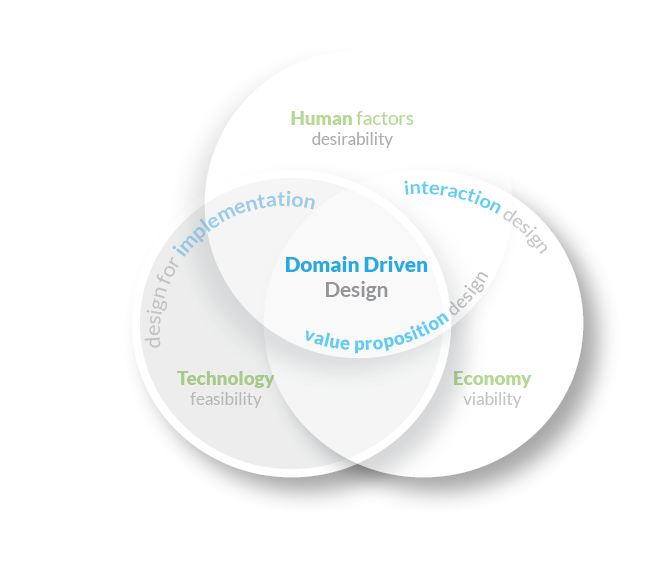 Human factors
desirability
interaction design
design for implementation
Domain Driven
Design
value proposition design
Technology
feasibility
Economy
viability